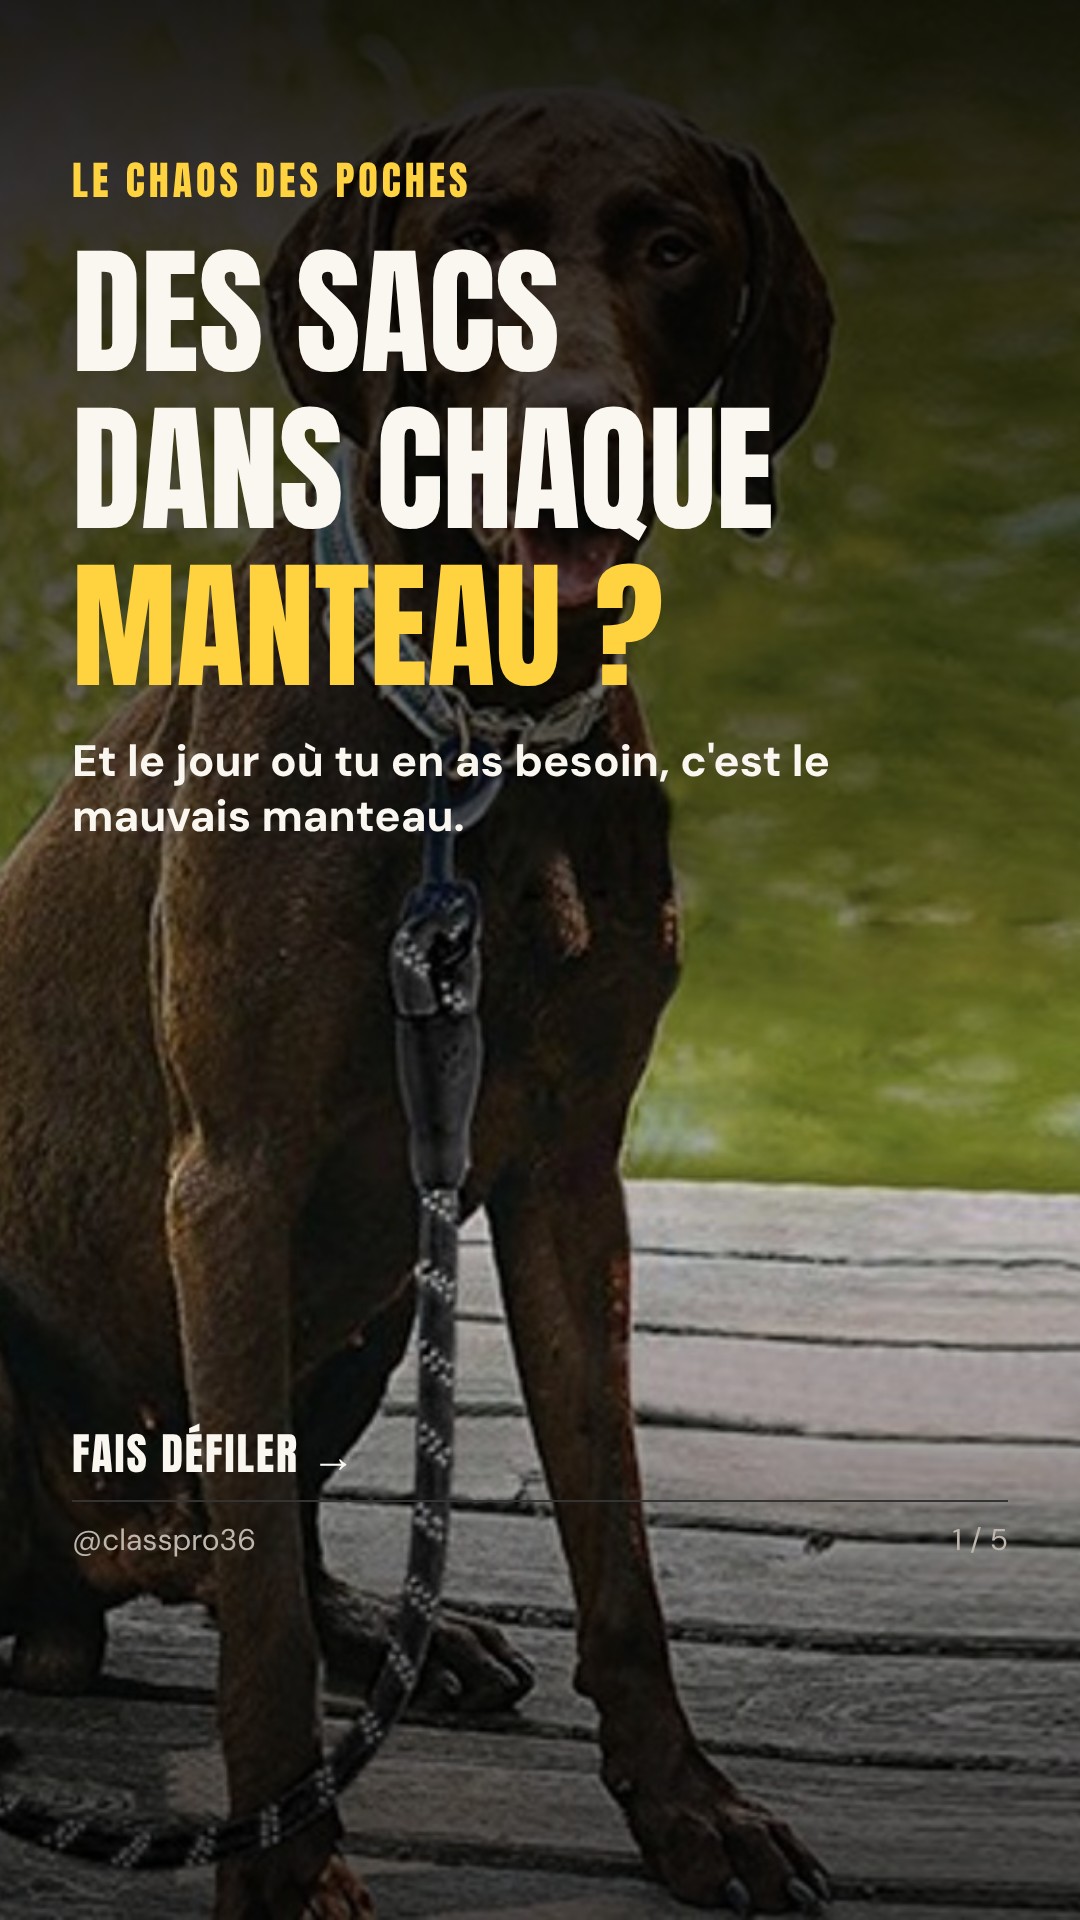 LE CHAOS DES POCHES
DES SACS
DANS CHAQUE
MANTEAU ?
Et le jour où tu en as besoin, c'est le
mauvais manteau.
FAIS DÉFILER →
@classpro36
1 / 5